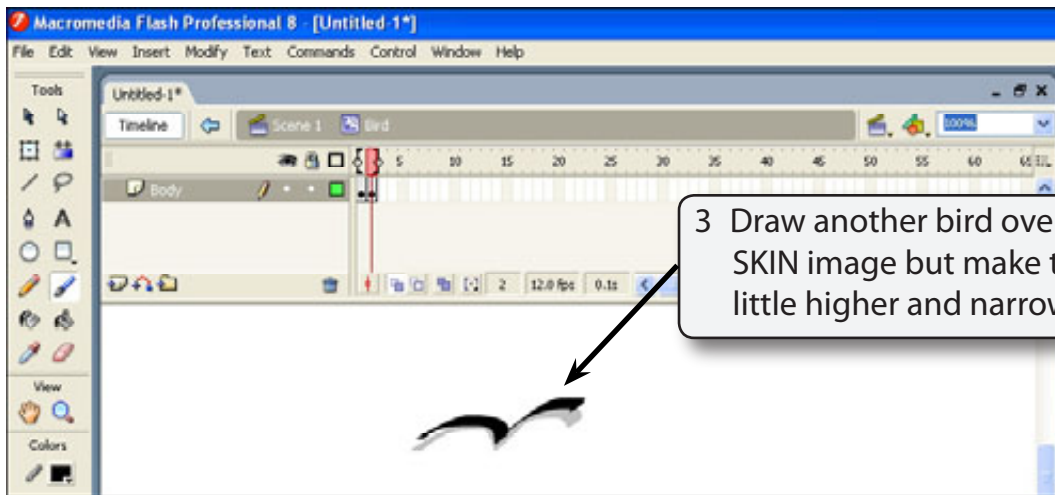 Macromedia Flash Professional 8 - [Untitled-1*]
File Edit View Insert Modify Text Commands Control Window Help
Tools
Untitled-1*
Timeline Scene 1 Bird 100%
5 10 15 20 25 30 35 40 45 50 55 60 65
Body
3 Draw another bird ove
SKIN image but make t
little higher and narrow
2 12.0 fps 0.1s
View
Colors